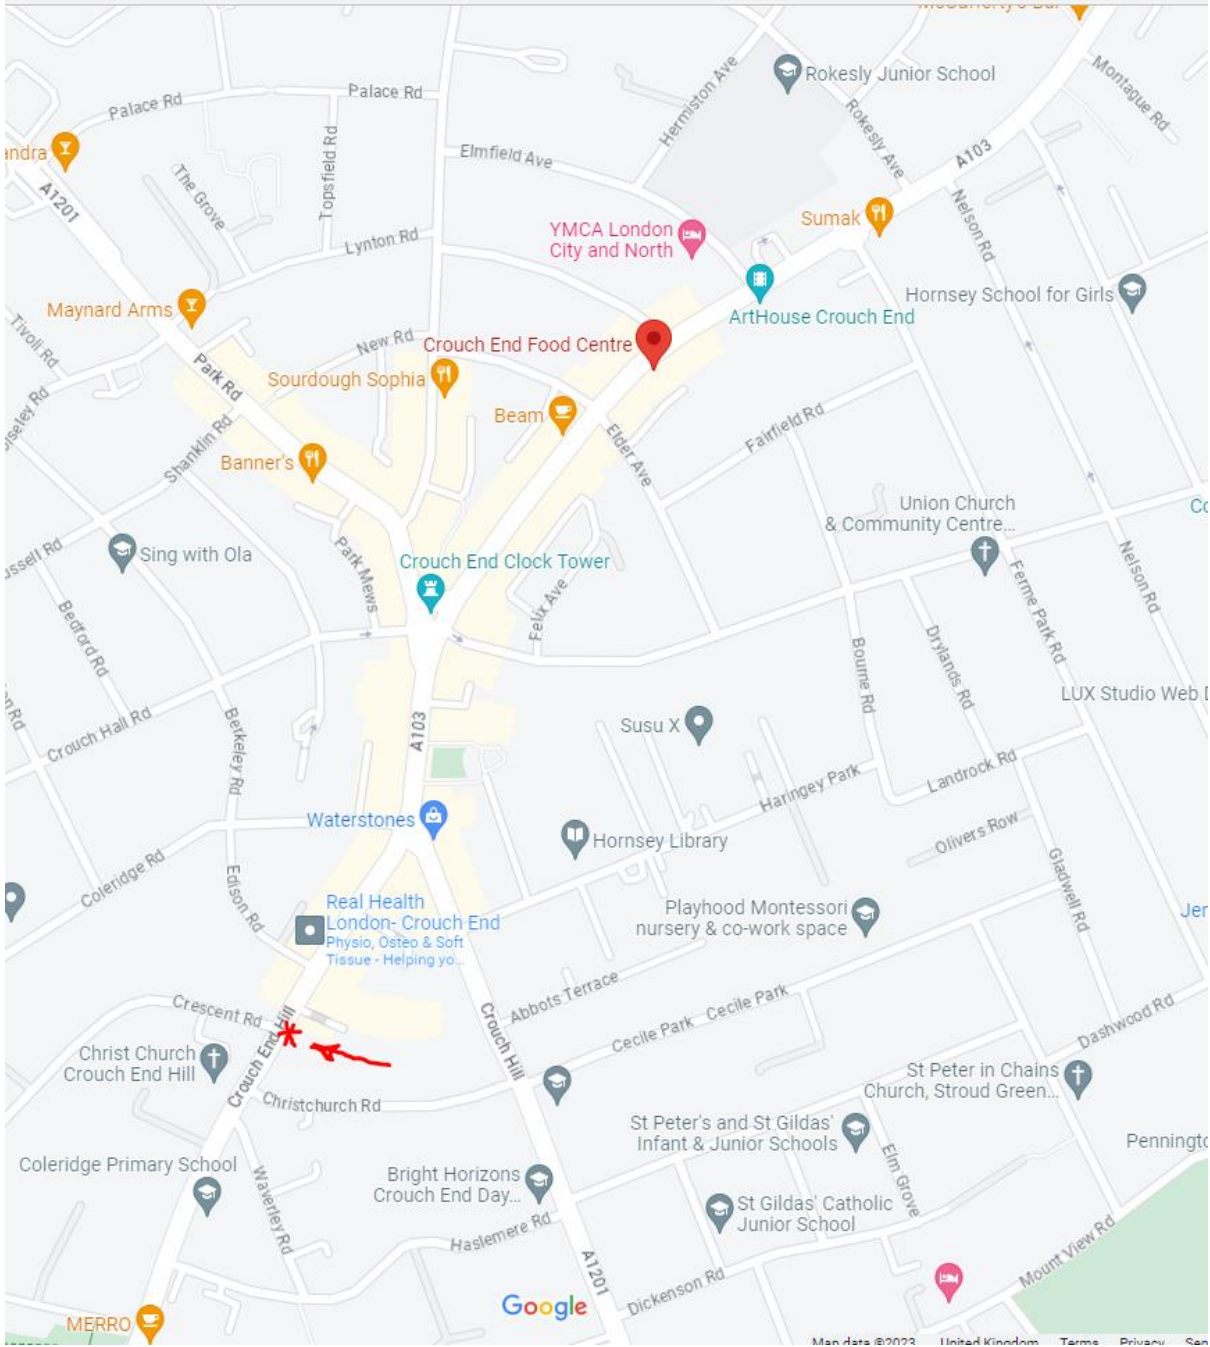 Rokesly Junior School
Palace Rd
Palace Rd
Hermiston Ave
Montague Rd
Rokesly Ave
A103
Elmfield Ave
Topsfield Rd
The Grove
A1201
Sumak
YMCA London
City and North
Nelson Rd
Lynton Rd
Hornsey School for Girls
Maynard Arms
ArtHouse Crouch End
Tivoli Rd
New Rd
Crouch End Food Centre
Park Rd
Sourdough Sophia
Beam
Fairfield Rd
Shanklin Rd
Elder Ave
Banner's
Union Church
& Community Centre...
Sing with Ola
Park Mews
Crouch End Clock Tower
Nelson Rd
Ferme Park Rd
Felix Ave
Bedford Rd
Drylands Rd
Bourne Rd
LUX Studio Web
Crouch Hall Rd
Berkeley Rd
A103
Susu X
Haringey Park
Landrock Rd
Waterstones
Hornsey Library
Olivers Row
Coleridge Rd
Edison Rd
Gladwell Rd
Real Health
London- Crouch End
Physio, Osteo & Soft
Tissue - Helping yo...
Playhood Montessori
nursery & co-work space
Abbots Terrace
Crescent Rd
Crouch Hill
Cecile Park
Cecile Park
Dashwood Rd
Crouch End Hill
Christ Church
Crouch End Hill
St Peter in Chains
Church, Stroud Green...
Christchurch Rd
St Peter's and St Gildas'
Infant & Junior Schools
Coleridge Primary School
Waverley Rd
Bright Horizons
Crouch End Day...
Elm Grove
St Gildas' Catholic
Junior School
Haslemere Rd
Mount View Rd
A1201
Dickenson Rd
Google
MERRO
Map data ©2023 United Kingdom Terms Privacy